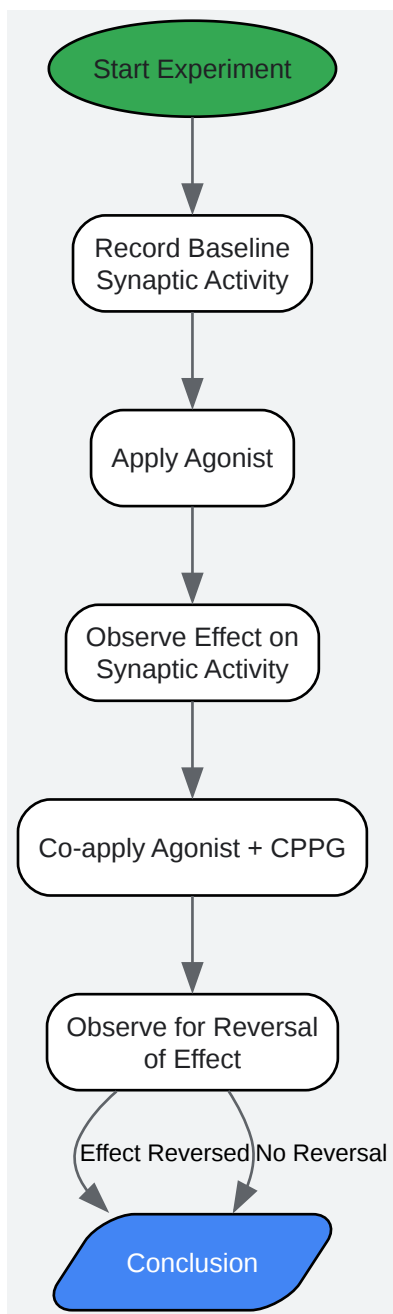 Start Experiment
Record Baseline
Synaptic Activity
Apply Agonist
Observe Effect on
Synaptic Activity
Co-apply Agonist + CPPG
Observe for Reversal
of Effect
Effect Reversed
No Reversal
Conclusion